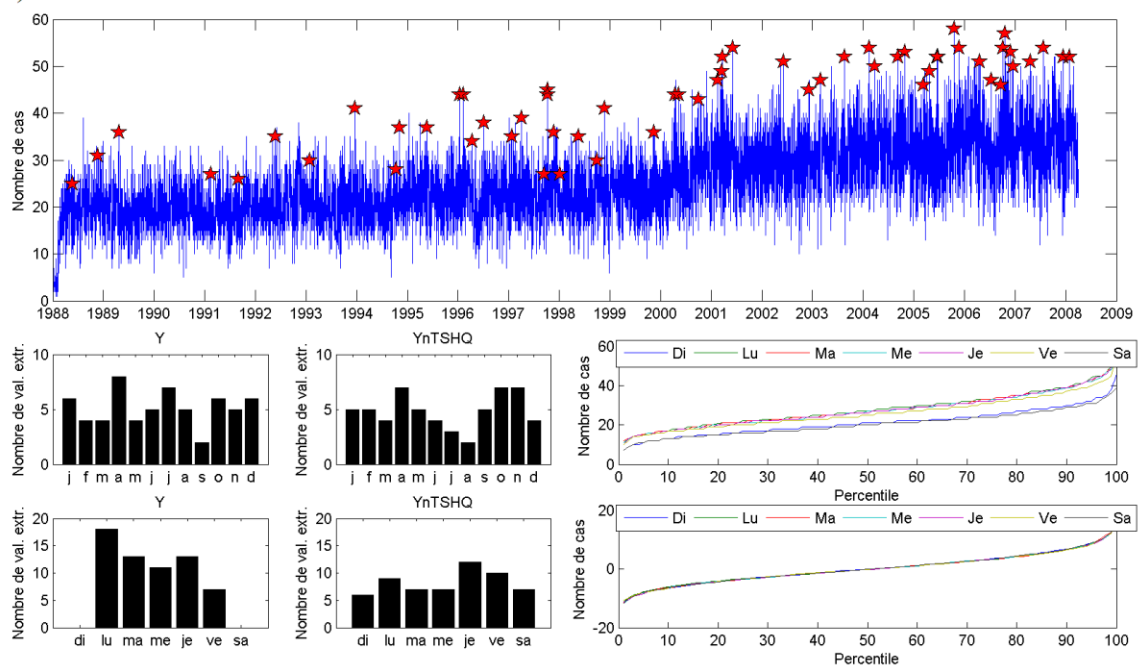 )
Nombre de cas
60
50
40
30
20
10
0
1988 1989 1990 1991 1992 1993 1994 1995 1996 1997 1998 1999 2000 2001 2002 2003 2004 2005 2006 2007 2008 2009
Y
Nombre de val. extr.
10
5
0
j f m a m j j a s o n d
YnTSHQ
Nombre de val. extr.
10
5
0
j f m a m j j a s o n d
Di Lu Ma Me Je Ve Sa
Nombre de cas
60
40
20
0
0 10 20 30 40 50 60 70 80 90 100
Percentile
Y
Nombre de val. extr.
20
15
10
5
0
di lu ma me je ve sa
YnTSHQ
Nombre de val. extr.
20
15
10
5
0
di lu ma me je ve sa
Di Lu Ma Me Je Ve Sa
Nombre de cas
20
0
-20
0 10 20 30 40 50 60 70 80 90 100
Percentile